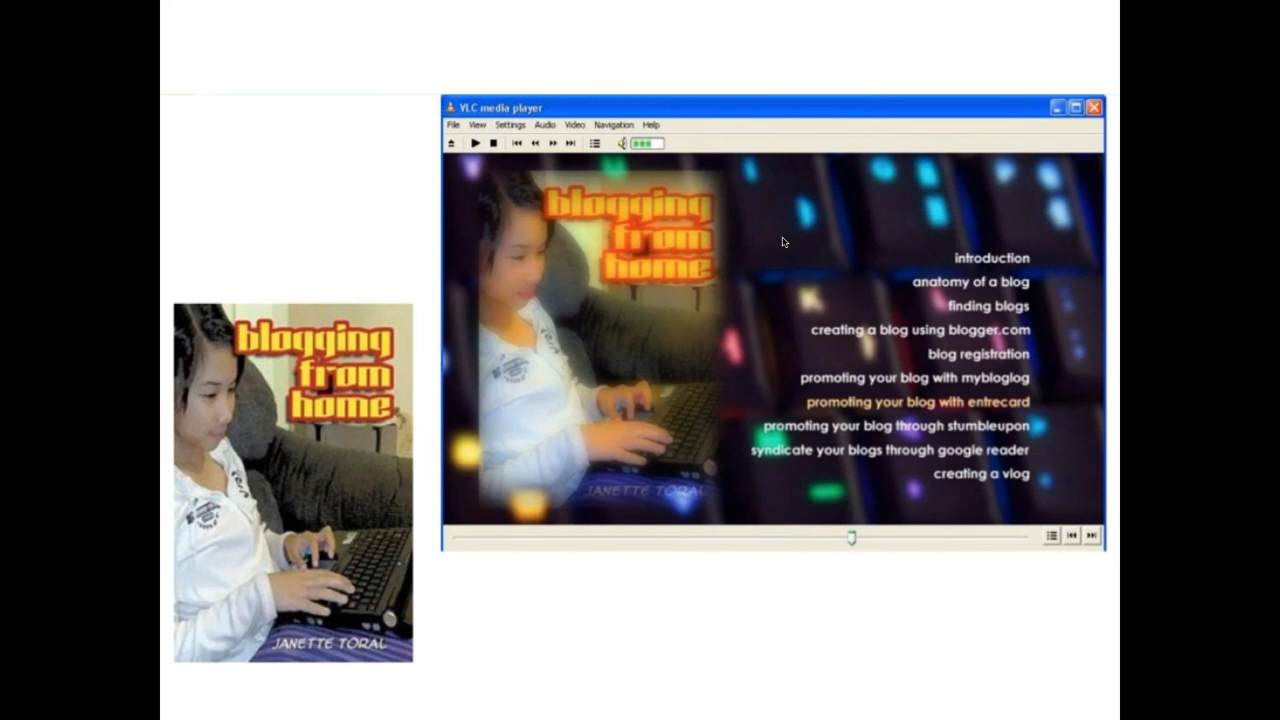 VLC media player
File View Settings Audio Video Navigation Help
blogging
from
home
JANETTE TORAL
introduction
anatomy of a blog
finding blogs
creating a blog using blogger.com
blog registration
promoting your blog with mybloglog
promoting your blog with entrecard
promoting your blog through stumbleupon
syndicate your blogs through google reader
creating a vlog
blogging
from
home
JANETTE TORAL